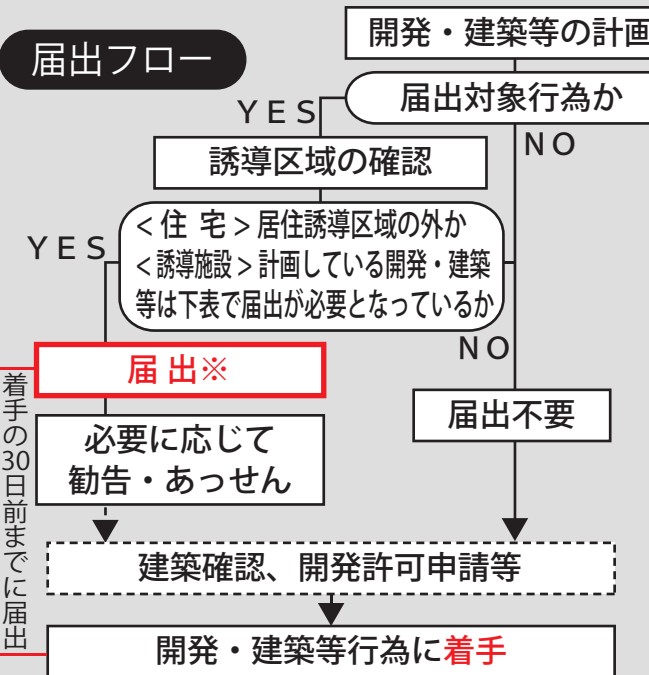 届出フロー
開発・建築等の計画
届出対象行為か
YES
NO
誘導区域の確認
<住 宅>居住誘導区域の外か
<誘導施設>計画している開発・建築
等は下表で届出が必要となっているか
YES
NO
届 出※
届出不要
必要に応じて
勧告・あっせん
着手の30日前までに届出
建築確認、開発許可申請等
開発・建築等行為に着手